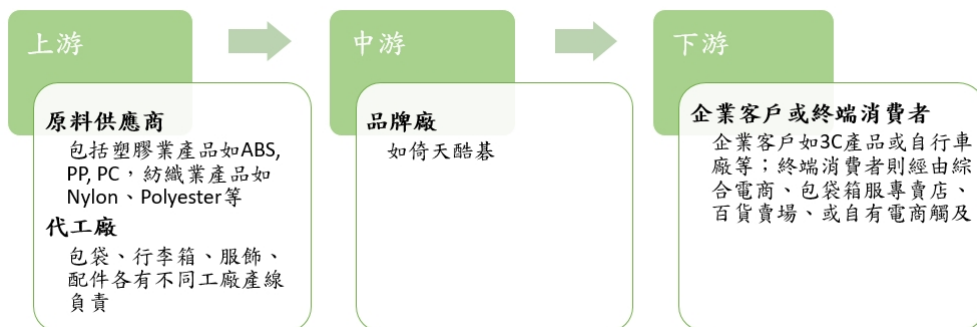 上游
原料供應商
包括塑膠業產品如ABS,
PP, PC，紡織業產品如
Nylon、Polyester等
代工廠
包袋、行李箱、服飾、
配件各有不同工廠產線
負責
中游
品牌廠
如倚天酷碁
下游
企業客戶或終端消費者
企業客戶如3C產品或自行車
廠等；終端消費者則經由綜
合電商、包袋箱服專賣店、
百貨賣場、或自有電商觸及